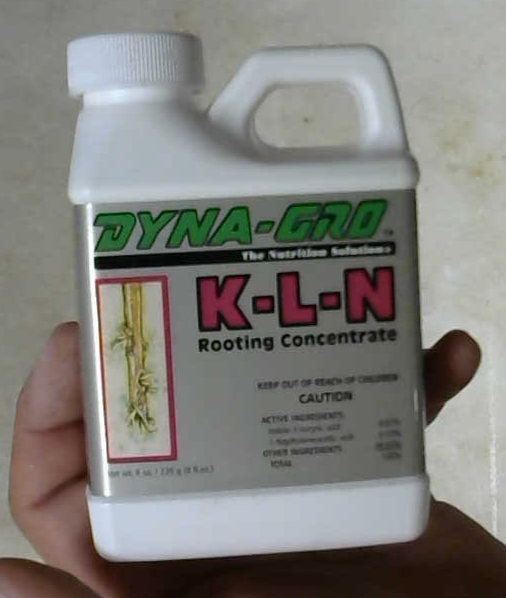 DYNA-GRO
The Nutrition Solution®
K-L-N
Rooting Concentrate
KEEP OUT OF REACH OF CHILDREN
CAUTION
ACTIVE INGREDIENTS
OTHER INGREDIENTS
TOTAL